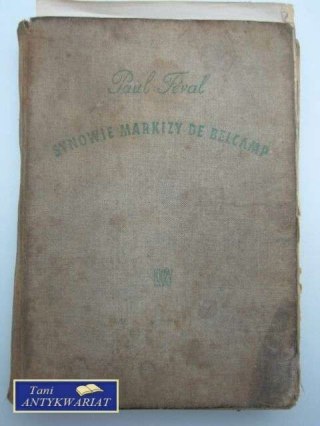 Paul Féval
SYNOWIE MARKIZY DE BELCAMP
Tani
ANTYKWARIAT